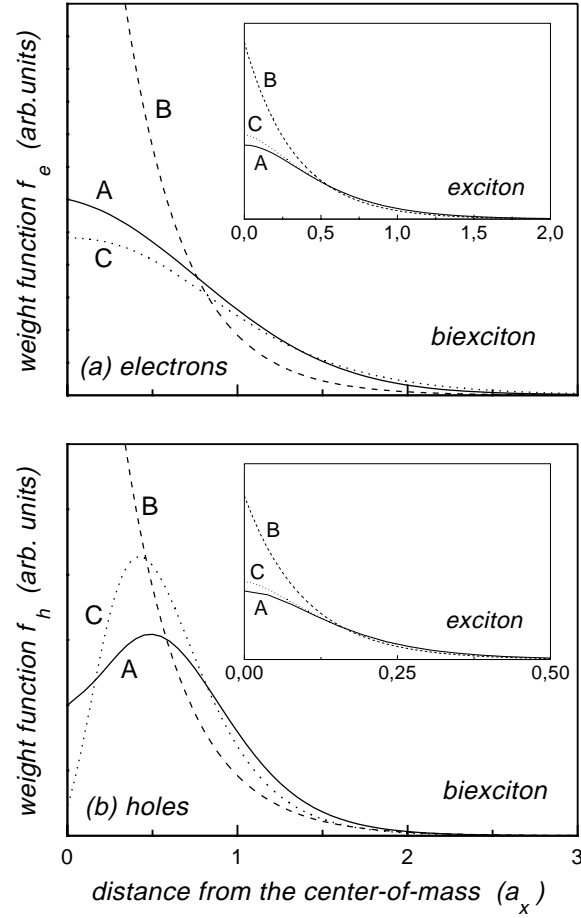 weight function f_e (arb.units)
A
B
C
(a) electrons
biexciton
B
C
A
exciton
0,0 0,5 1,0 1,5 2,0
weight function f_h (arb. units)
B
C
A
(b) holes
biexciton
B
C
A
exciton
0,00 0,25 0,50
0 1 2 3
distance from the center-of-mass (a_x)